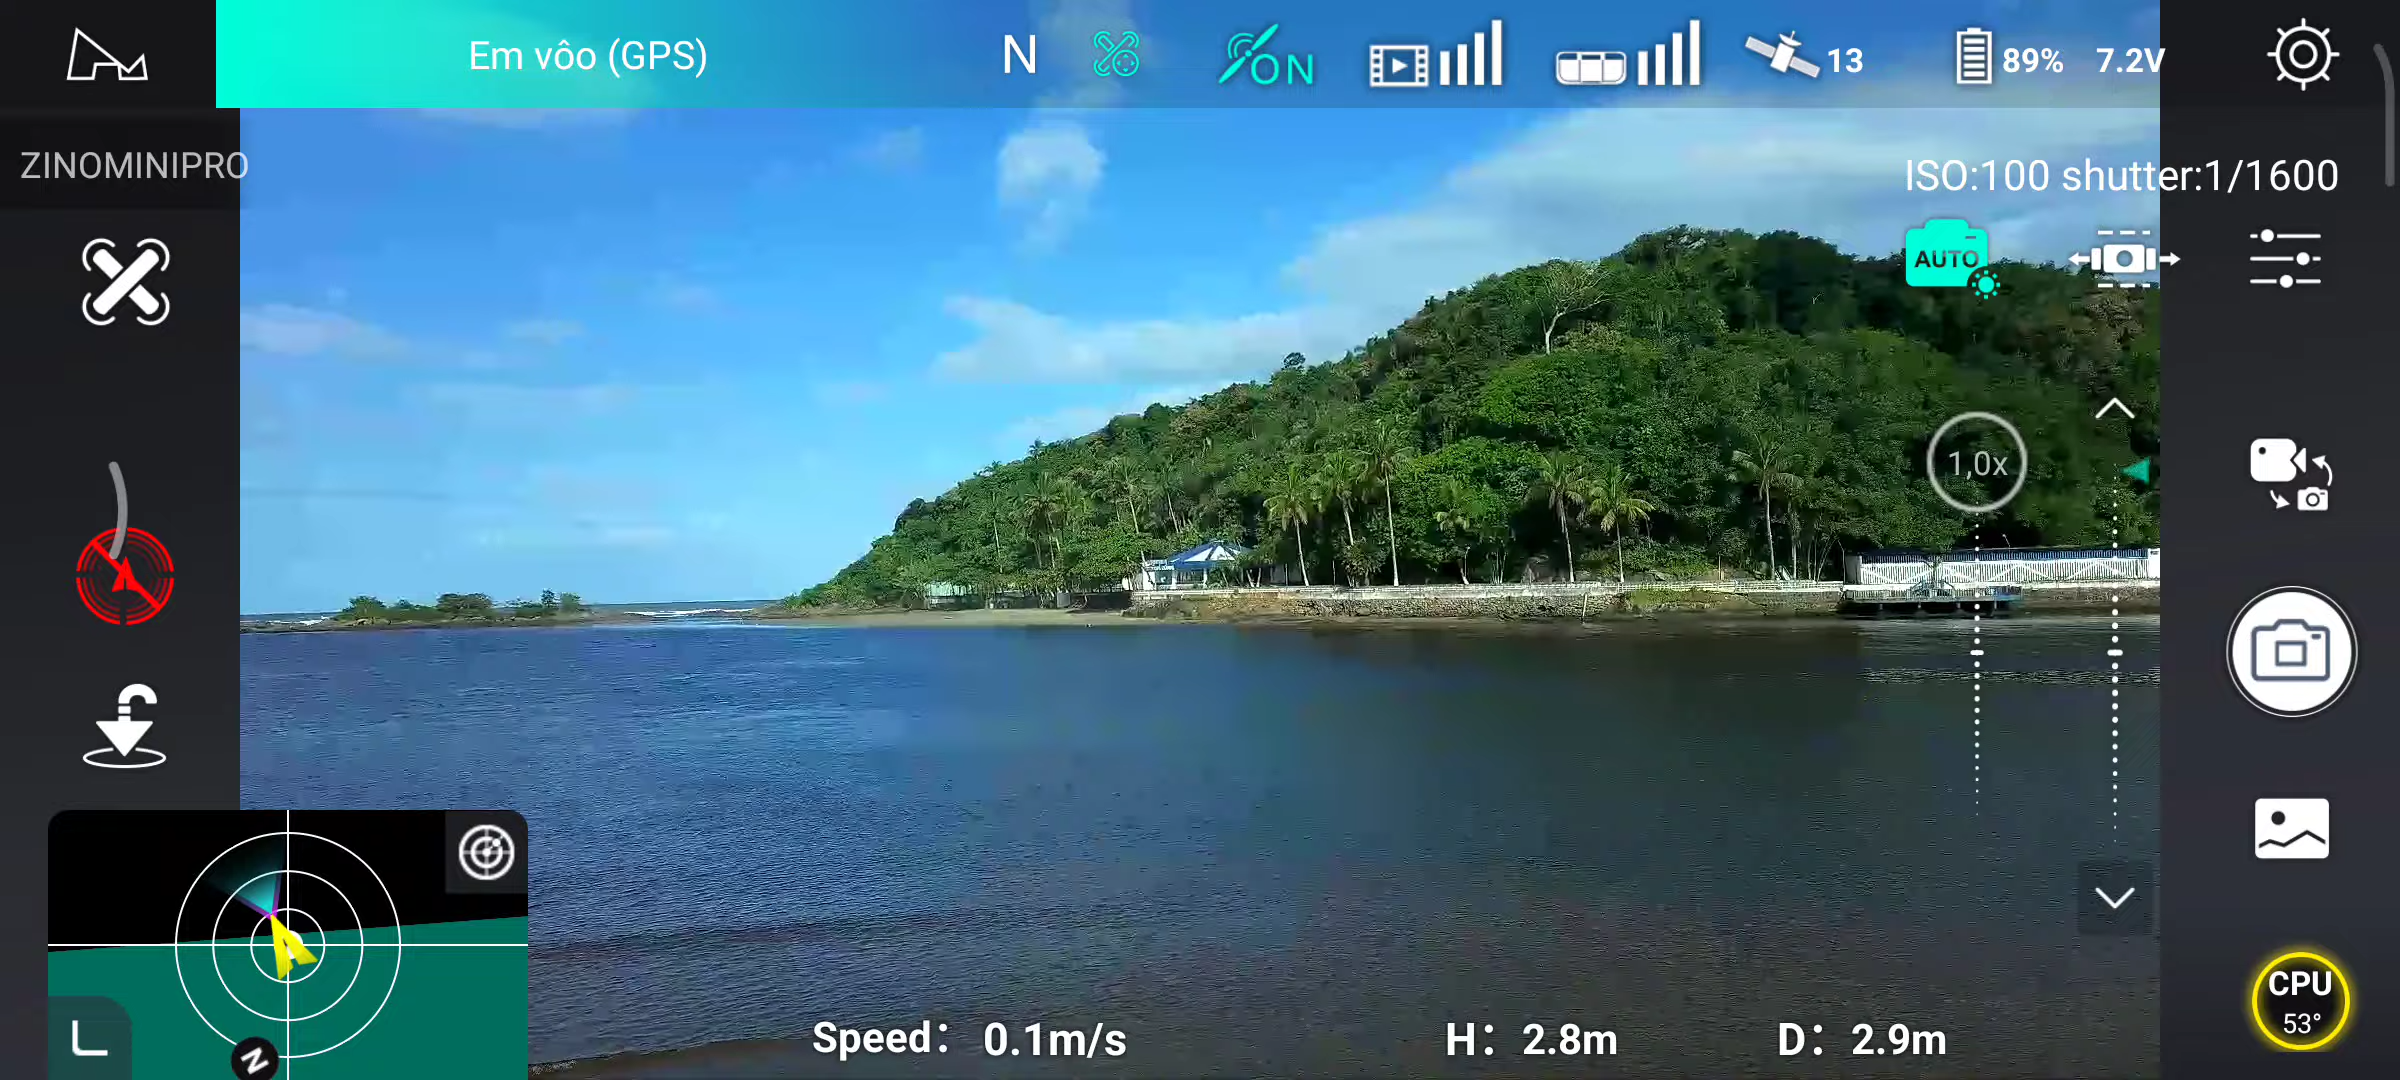 Em vôo (GPS)
N
ON
13
89%
7.2V
ZINOMINIPRO
ISO:100 shutter:1/1600
AUTO
1,0x
CPU
53°
Speed: 0.1m/s
H: 2.8m
D: 2.9m
L
N